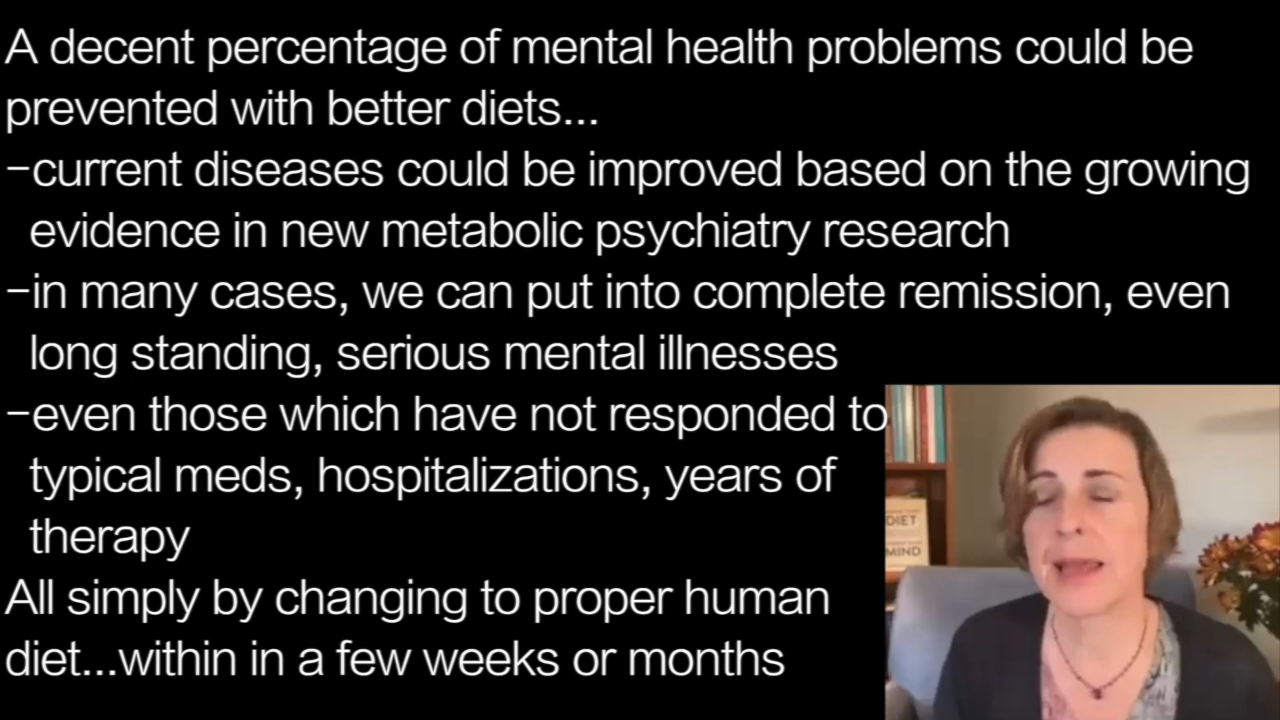 A decent percentage of mental health problems could be
prevented with better diets...
−current diseases could be improved based on the growing
evidence in new metabolic psychiatry research
−in many cases, we can put into complete remission, even
long standing, serious mental illnesses
−even those which have not responded to
typical meds, hospitalizations, years of
therapy
All simply by changing to proper human
diet...within in a few weeks or months
DIET
MIND